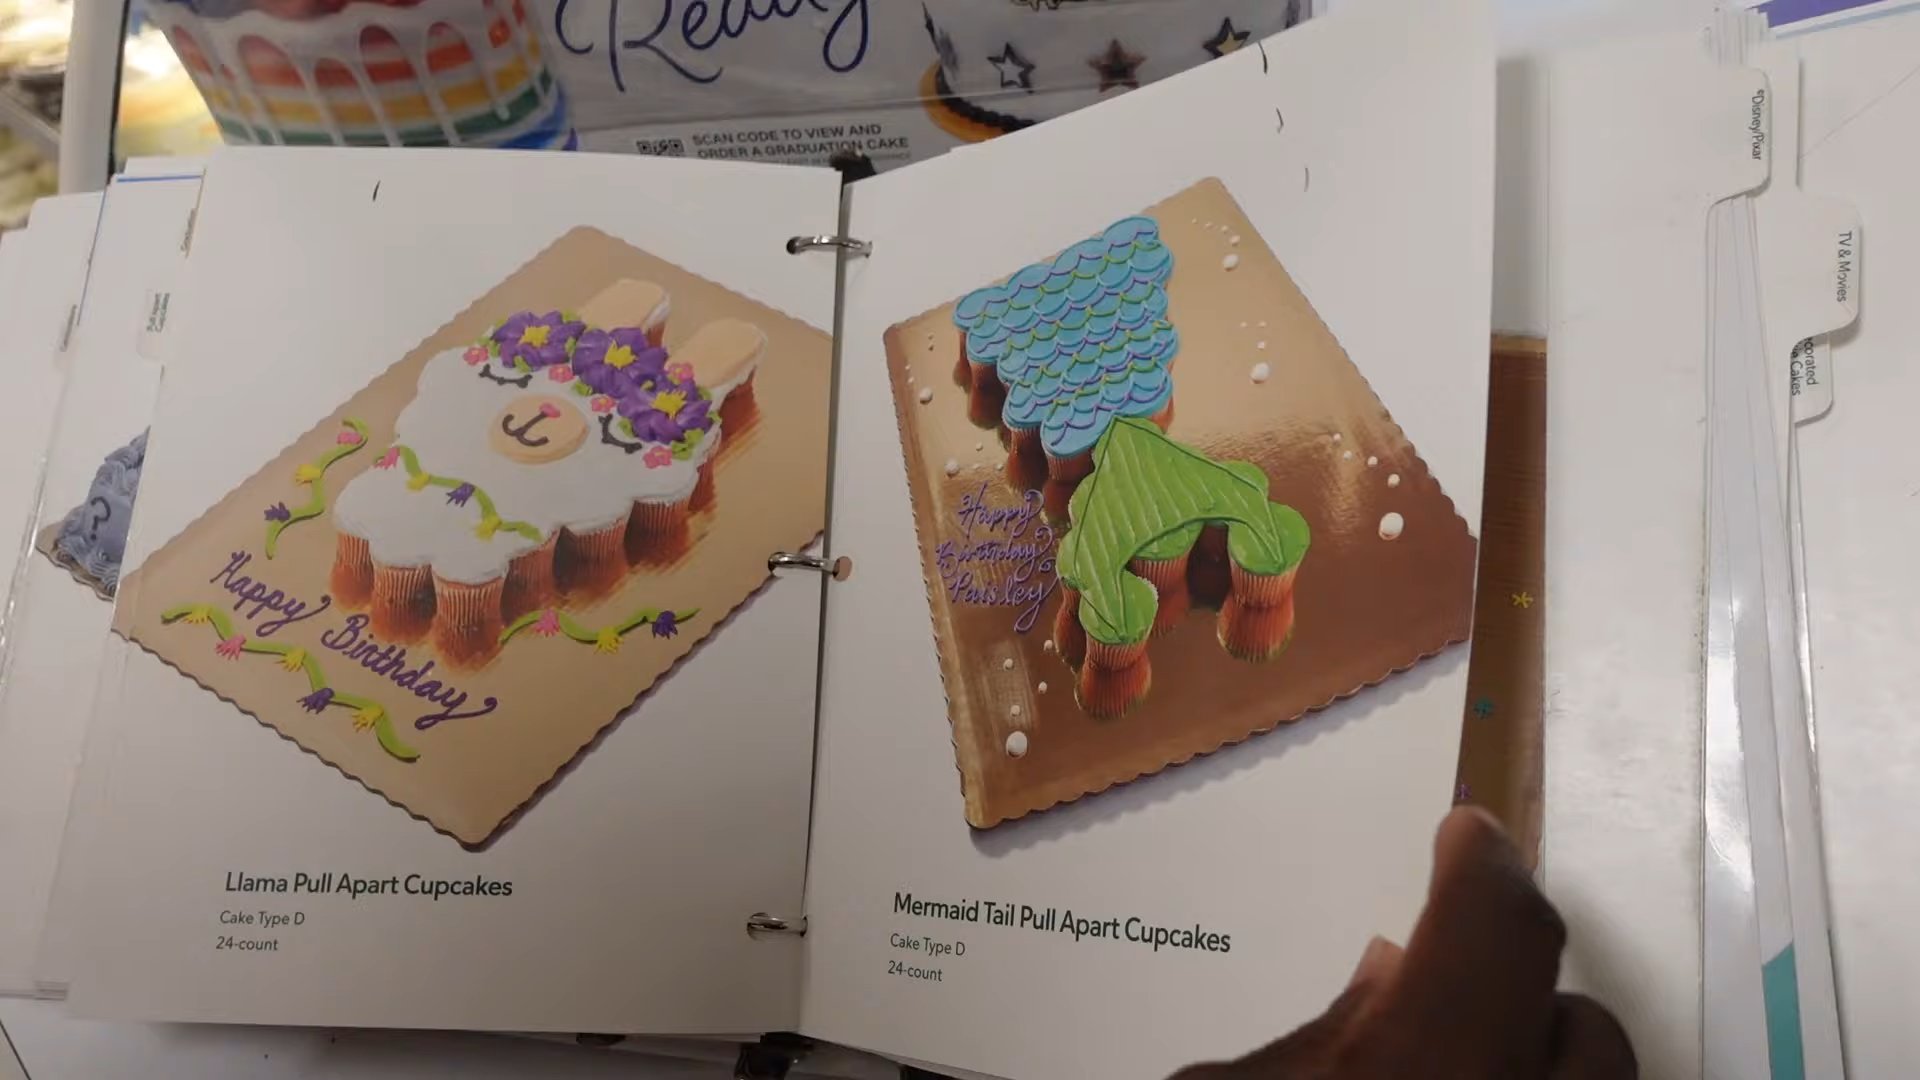 Ready
SCAN CODE TO VIEW AND
ORDER A GRADUATION CAKE
Disney/Pixar
TV & Movies
Happy
Birthday
Llama Pull Apart Cupcakes
Cake Type D
24-count
Happy
Birthday
Paisley
Mermaid Tail Pull Apart Cupcakes
Cake Type D
24-count